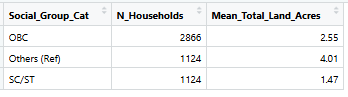 Social_Group_Cat N_Households Mean_Total_Land_Acres
OBC 2866 2.55
Others (Ref) 1124 4.01
SC/ST 1124 1.47